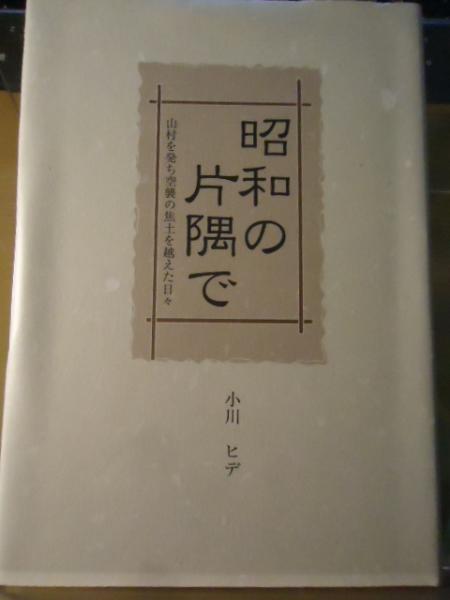 昭和の
片隅で
山村を発ち空襲の焦土を越えた日々
小川 ヒデ